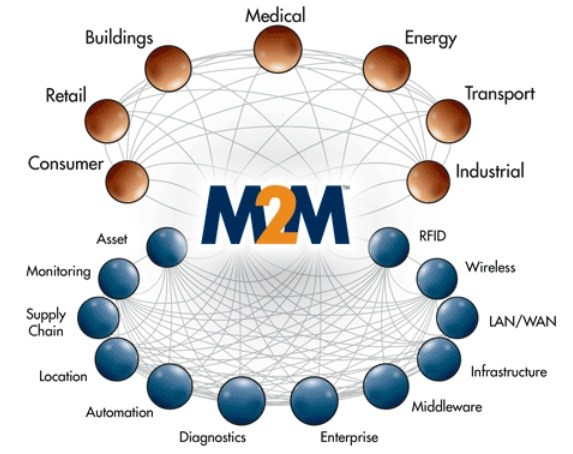 Medical
Buildings
Energy
Retail
Transport
Consumer
Industrial
M2M™
Asset
RFID
Monitoring
Wireless
Supply
Chain
LAN/WAN
Location
Infrastructure
Automation
Middleware
Diagnostics
Enterprise